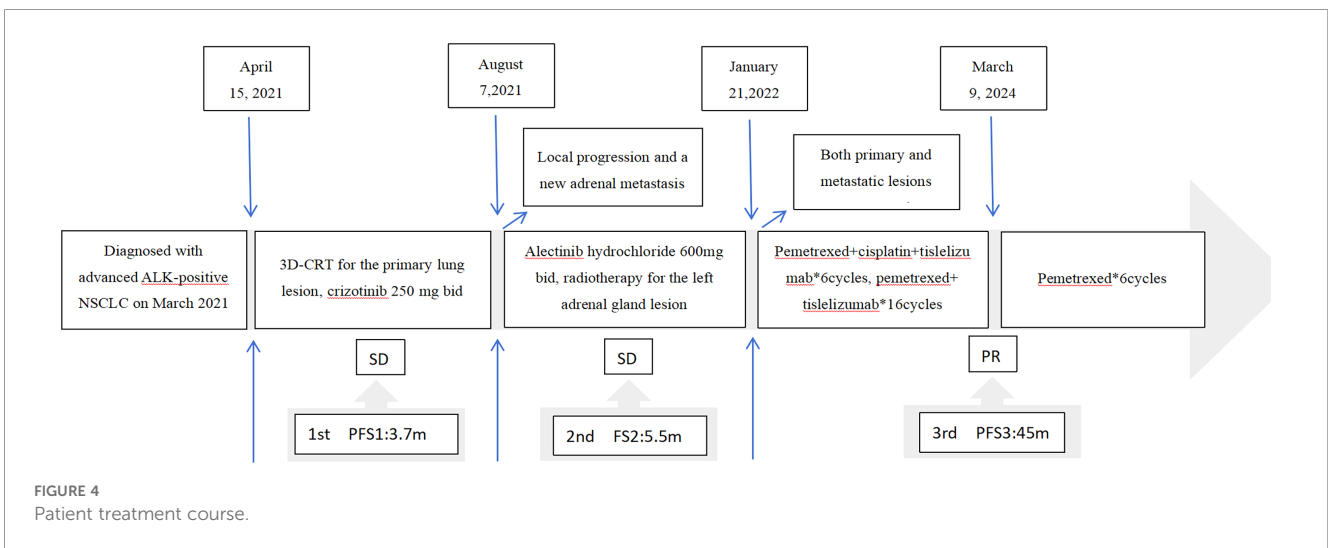 April
15, 2021
August
7,2021
January
21,2022
March
9, 2024
Local progression and a
new adrenal metastasis
Both primary and
metastatic lesions
Diagnosed with
advanced ALK-positive
NSCLC on March 2021
3D-CRT for the primary lung
lesion, crizotinib 250 mg bid
Alectinib hydrochloride 600mg
bid, radiotherapy for the left
adrenal gland lesion
Pemetrexed+cisplatin+tislelizu
mab*6cycles, pemetrexed+
tislelizumab*16cycles
Pemetrexed*6cycles
SD
SD
PR
1st PFS1:3.7m
2nd FS2:5.5m
3rd PFS3:45m
FIGURE 4
Patient treatment course.